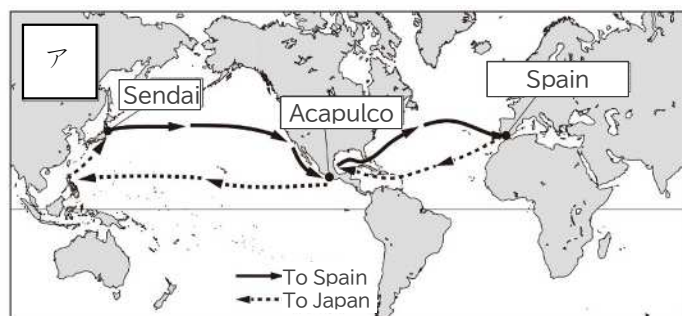 ア
Sendai
Acapulco
Spain
To Spain
To Japan